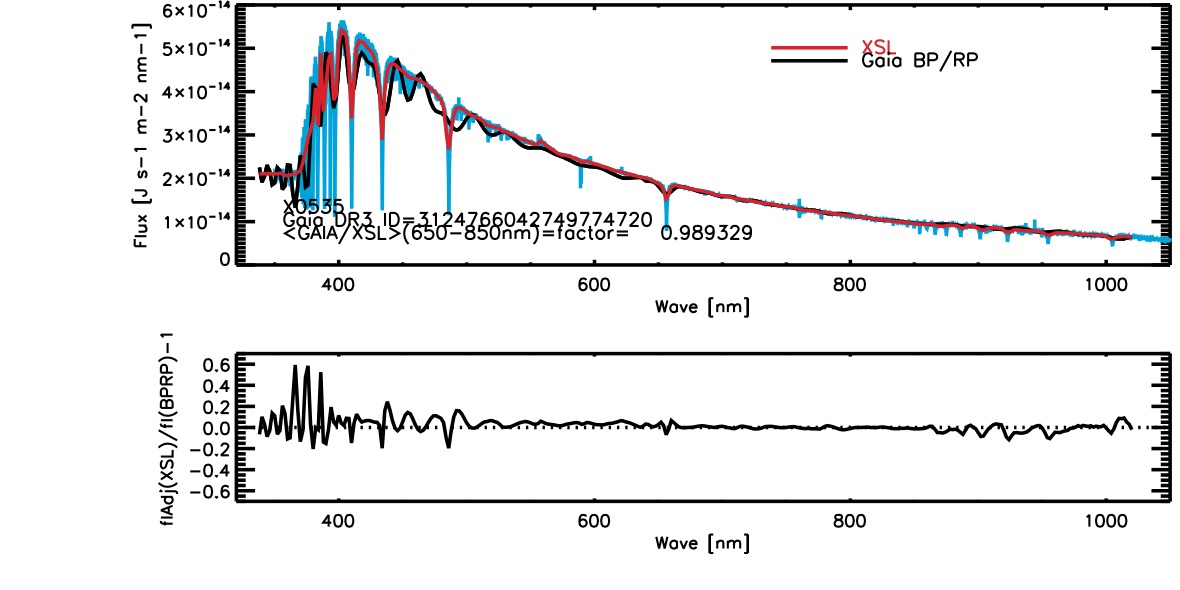 6×10⁻¹⁴
5×10⁻¹⁴
4×10⁻¹⁴
3×10⁻¹⁴
2×10⁻¹⁴
1×10⁻¹⁴
0
Flux [J s−1 m−2 nm−1]
XSL
Gaia BP/RP
X0535
Gaia DR3 ID=3124766042749774720
<GAIA/XSL>(650−850nm)=factor= 0.989329
400 600 800 1000
Wave [nm]
0.6
0.4
0.2
0.0
−0.2
−0.4
−0.6
flAdj(XSL)/fl(BPRP)−1
400 600 800 1000
Wave [nm]